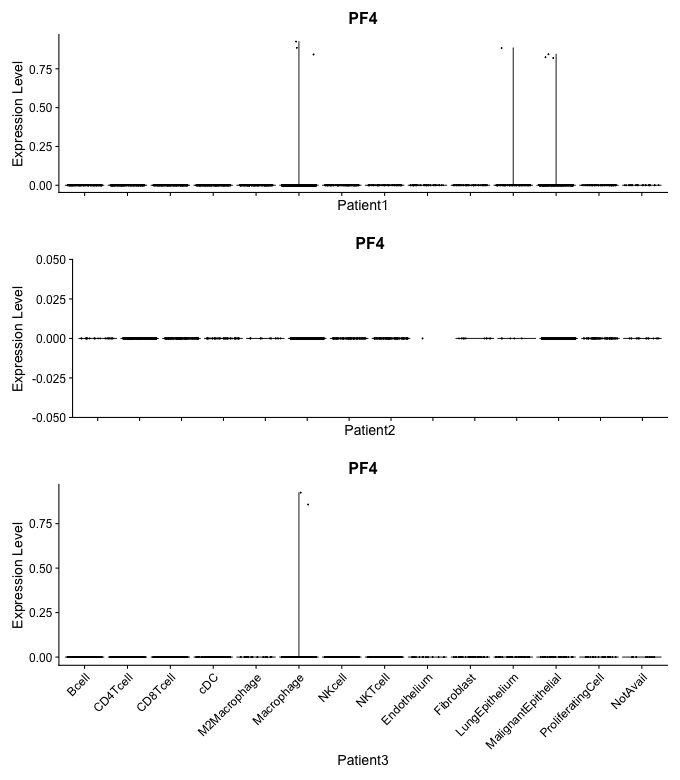 PF4
Expression Level
0.75
0.50
0.25
0.00
Patient1
PF4
Expression Level
0.050
0.025
0.000
-0.025
-0.050
Patient2
PF4
Expression Level
0.75
0.50
0.25
0.00
Bcell
CD4Tcell
CD8Tcell
cDC
M2Macrophage
Macrophage
NKcell
NKTcell
Endothelium
Fibroblast
LungEpithelium
MalignantEpithelial
ProliferatingCell
NotAvail
Patient3